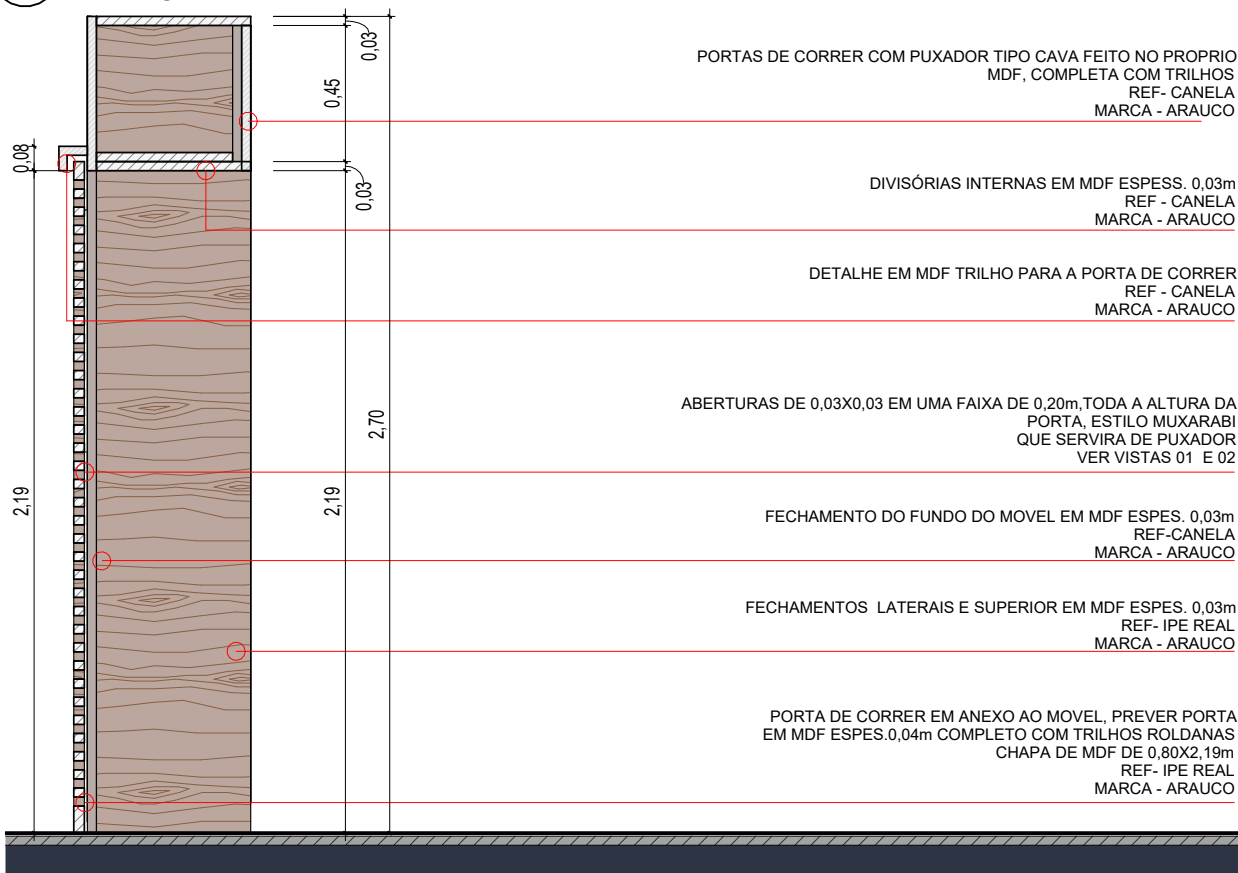 PORTAS DE CORRER COM PUXADOR TIPO CAVA FEITO NO PROPRIO
MDF, COMPLETA COM TRILHOS
REF- CANELA
MARCA - ARAUCO
DIVISÓRIAS INTERNAS EM MDF ESPESS. 0,03m
REF - CANELA
MARCA - ARAUCO
DETALHE EM MDF TRILHO PARA A PORTA DE CORRER
REF - CANELA
MARCA - ARAUCO
ABERTURAS DE 0,03X0,03 EM UMA FAIXA DE 0,20m,TODA A ALTURA DA
PORTA, ESTILO MUXARABI
QUE SERVIRA DE PUXADOR
VER VISTAS 01 E 02
FECHAMENTO DO FUNDO DO MOVEL EM MDF ESPES. 0,03m
REF-CANELA
MARCA - ARAUCO
FECHAMENTOS LATERAIS E SUPERIOR EM MDF ESPES. 0,03m
REF- IPE REAL
MARCA - ARAUCO
PORTA DE CORRER EM ANEXO AO MOVEL, PREVER PORTA
EM MDF ESPES.0,04m COMPLETO COM TRILHOS ROLDANAS
CHAPA DE MDF DE 0,80X2,19m
REF- IPE REAL
MARCA - ARAUCO
0,08
2,19
0,03
0,45
0,03
2,19
2,70